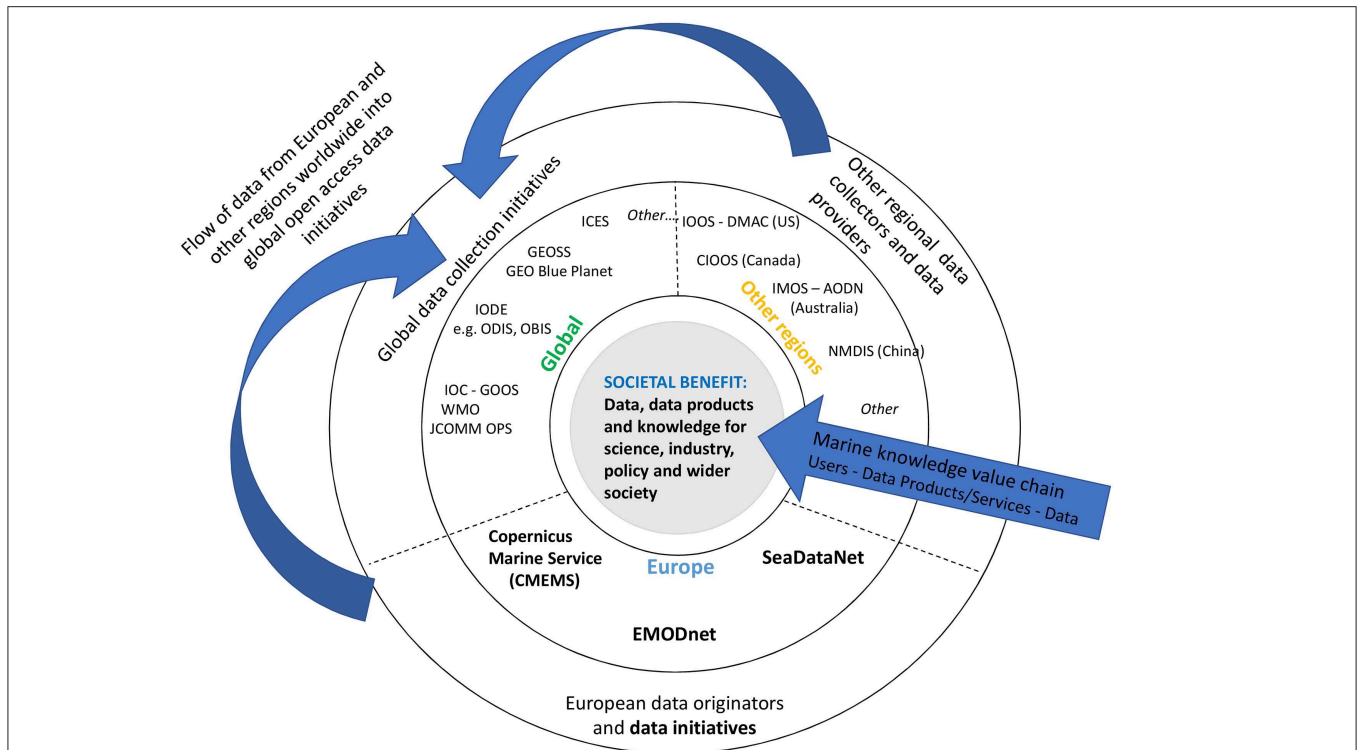 Flow of data from European and
other regions worldwide into
global open access data
initiatives
Global data collection initiatives
Other regional data
collectors and data
providers
ICES
Other...
GEOSS
GEO Blue Planet
IODE
e.g. ODIS, OBIS
IOC - GOOS
WMO
JCOMM OPS
Global
IOOS - DMAC (US)
CIOOS (Canada)
IMOS – AODN
(Australia)
NMDIS (China)
Other
Other regions
SOCIETAL BENEFIT:
Data, data products
and knowledge for
science, industry,
policy and wider
society
Marine knowledge value chain
Users - Data Products/Services - Data
Copernicus
Marine Service
(CMEMS)
Europe
SeaDataNet
EMODnet
European data originators
and data initiatives